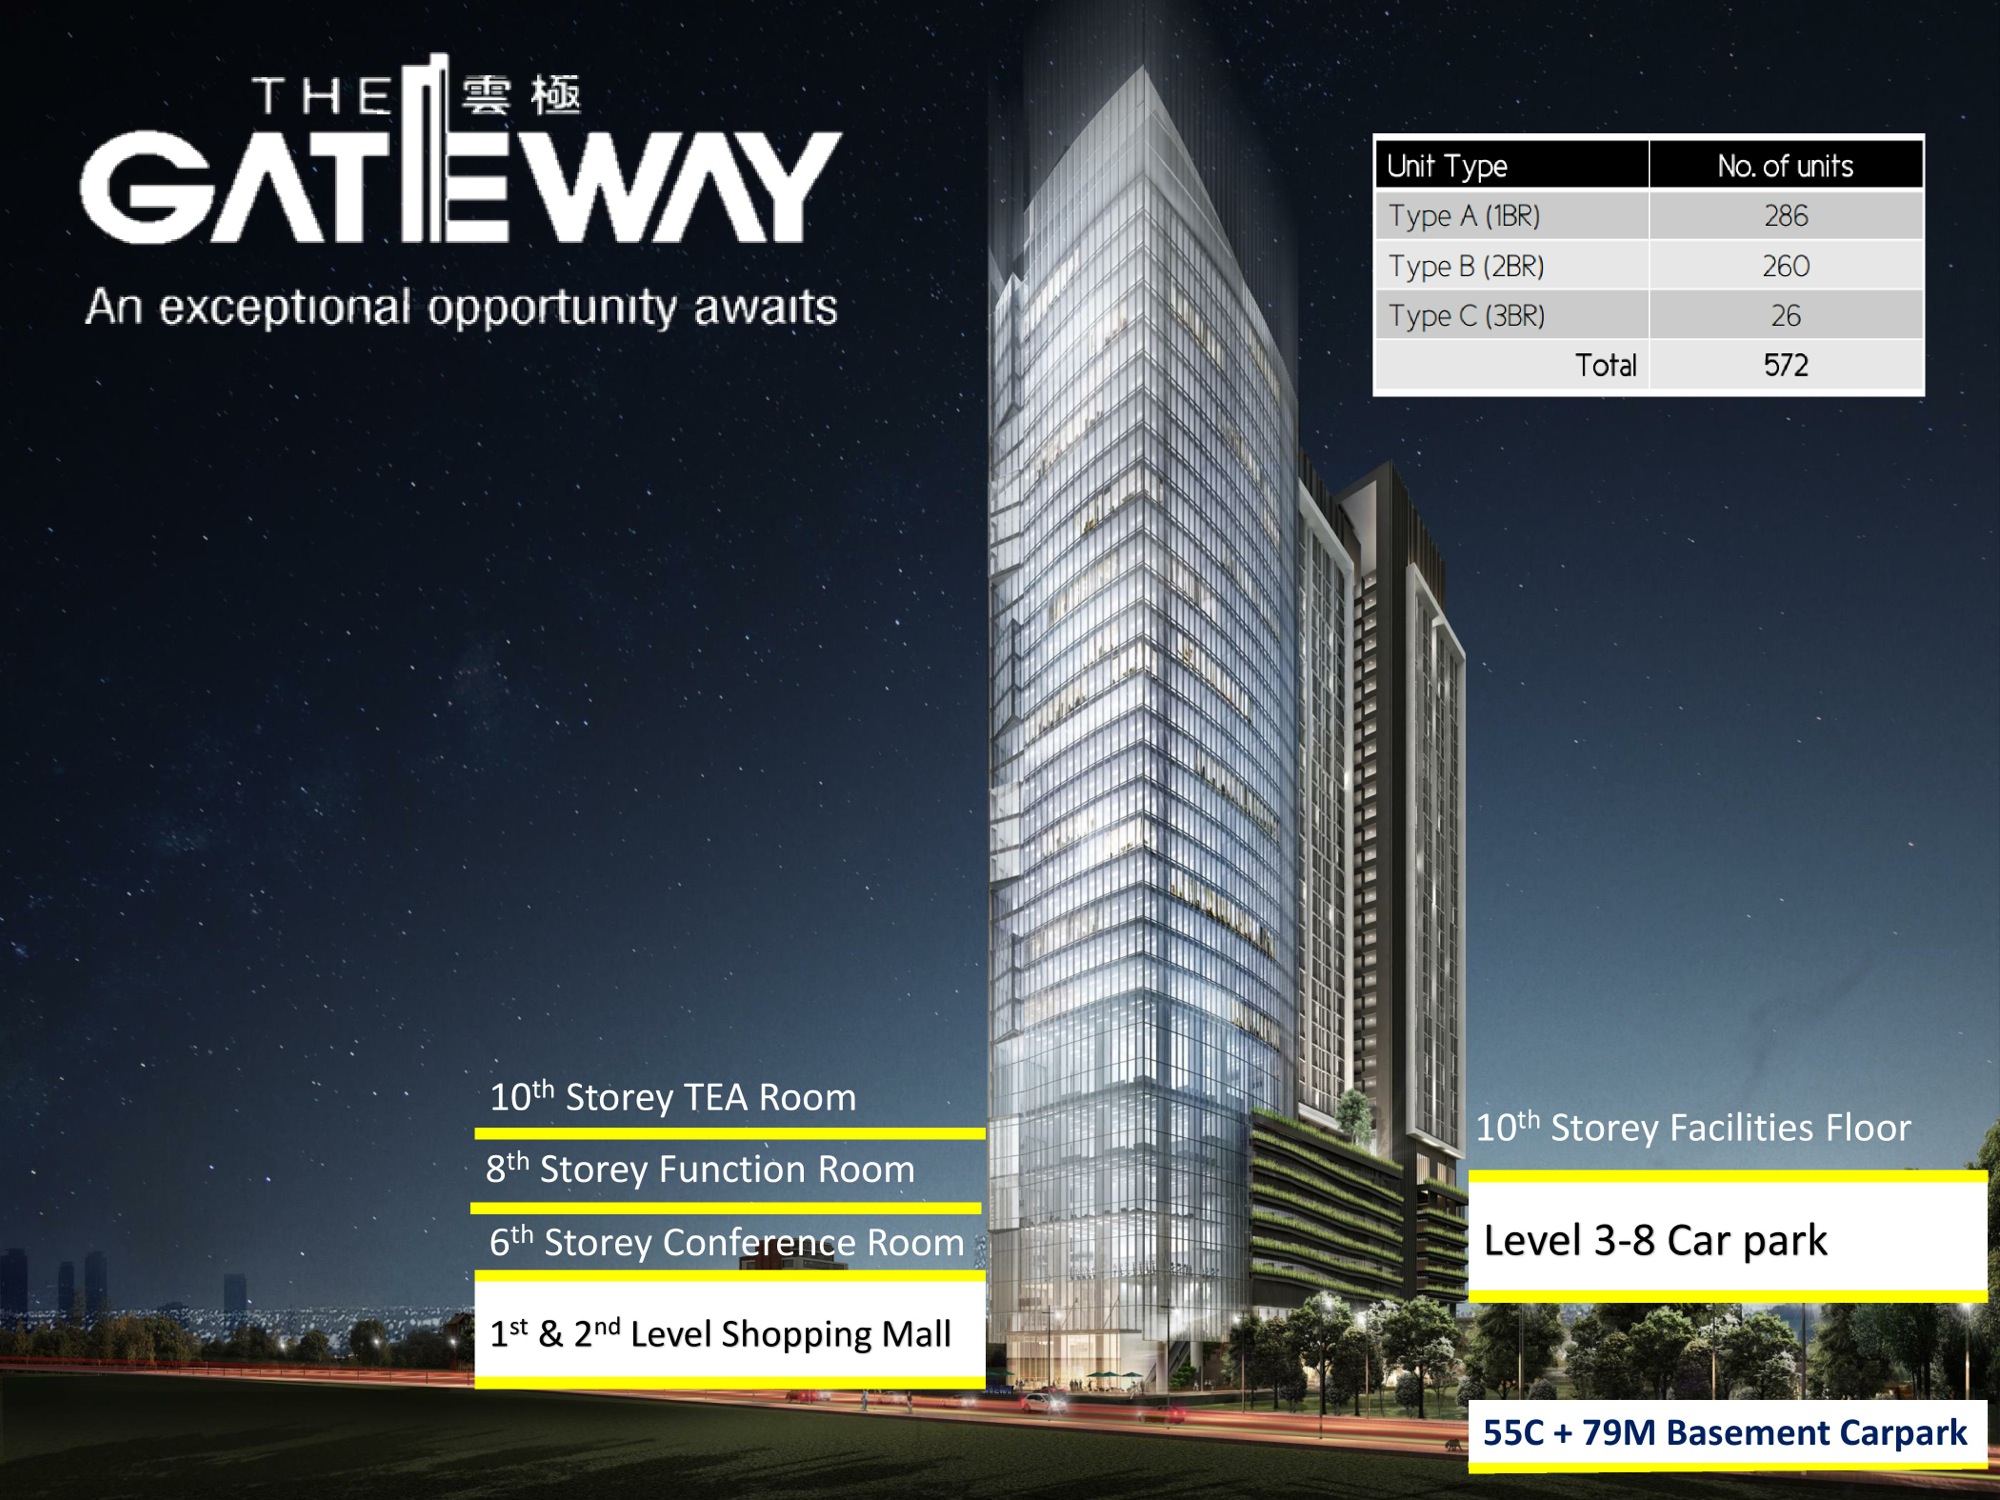 THE 雲極
GATEWAY
An exceptional opportunity awaits
Unit Type No. of units
Type A (1BR) 286
Type B (2BR) 260
Type C (3BR) 26
Total 572
10th Storey TEA Room
8th Storey Function Room
6th Storey Conference Room
1st & 2nd Level Shopping Mall
10th Storey Facilities Floor
Level 3-8 Car park
55C + 79M Basement Carpark